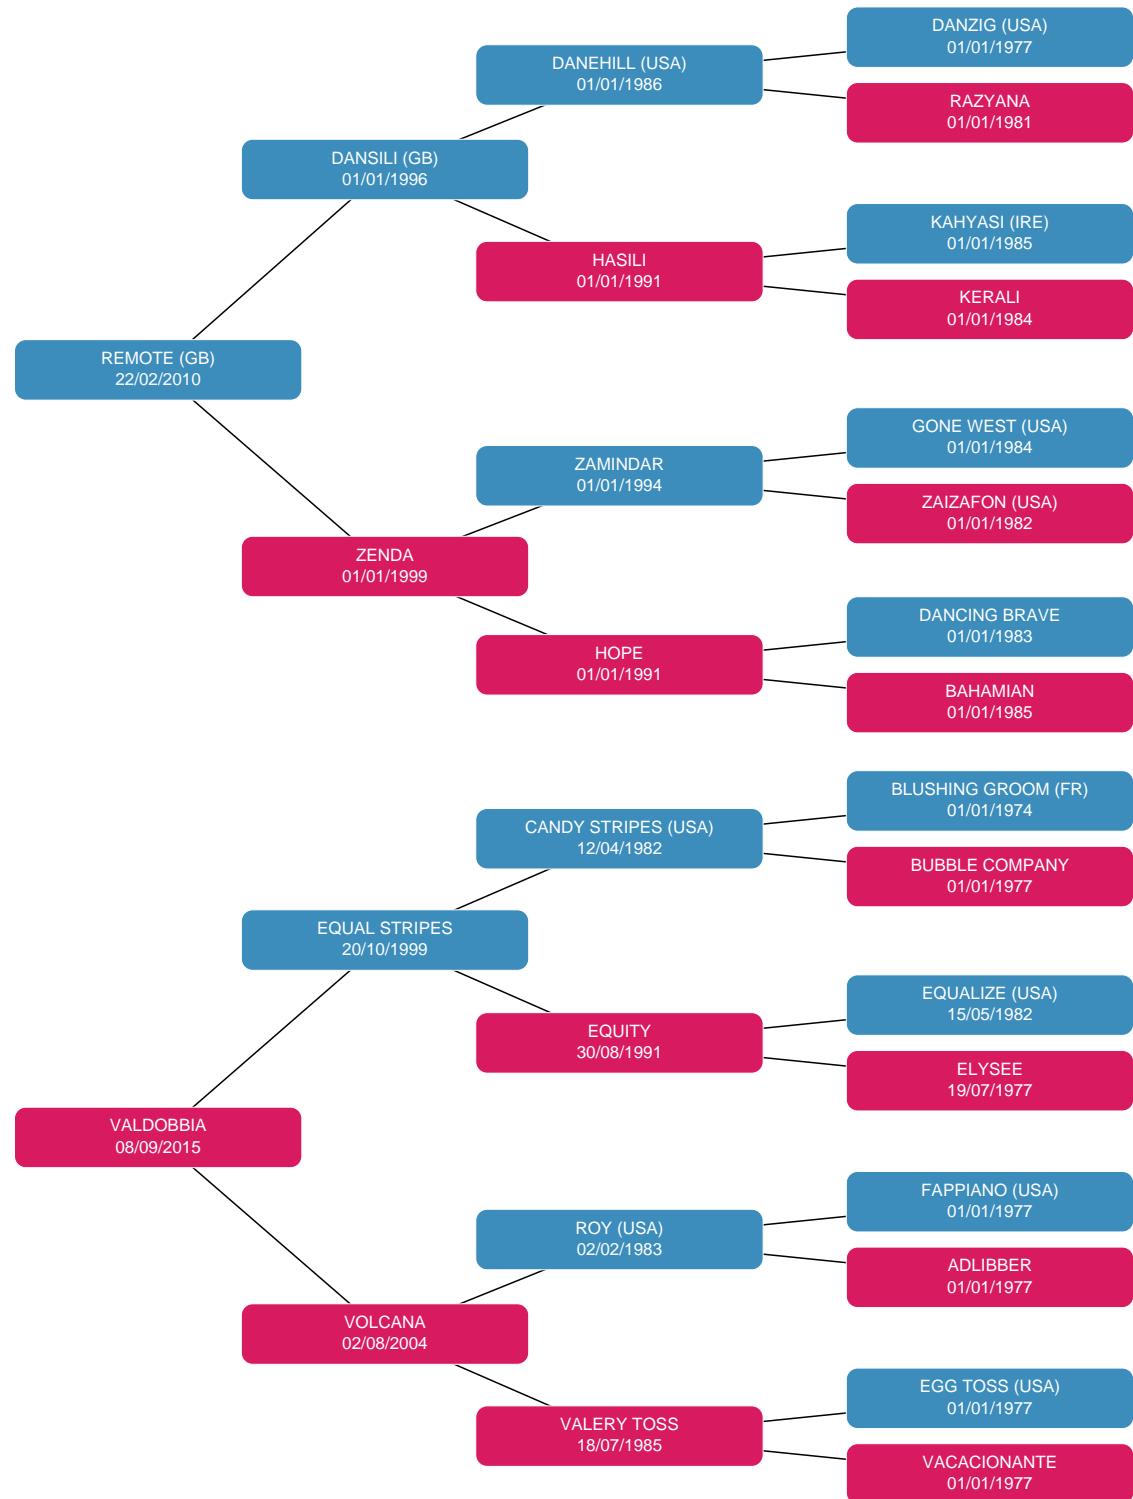 DANZIG (USA)
01/01/1977
DANEHILL (USA)
01/01/1986
RAZYANA
01/01/1981
DANSILI (GB)
01/01/1996
KAHYASI (IRE)
01/01/1985
HASILI
01/01/1991
KERALI
01/01/1984
REMOTE (GB)
22/02/2010
GONE WEST (USA)
01/01/1984
ZAMINDAR
01/01/1994
ZAIZAFON (USA)
01/01/1982
ZENDA
01/01/1999
DANCING BRAVE
01/01/1983
HOPE
01/01/1991
BAHAMIAN
01/01/1985
BLUSHING GROOM (FR)
01/01/1974
CANDY STRIPES (USA)
12/04/1982
BUBBLE COMPANY
01/01/1977
EQUAL STRIPES
20/10/1999
EQUALIZE (USA)
15/05/1982
EQUITY
30/08/1991
ELYSEE
19/07/1977
VALDOBBIA
08/09/2015
FAPPIANO (USA)
01/01/1977
ROY (USA)
02/02/1983
ADLIBBER
01/01/1977
VOLCANA
02/08/2004
EGG TOSS (USA)
01/01/1977
VALERY TOSS
18/07/1985
VACACIONANTE
01/01/1977